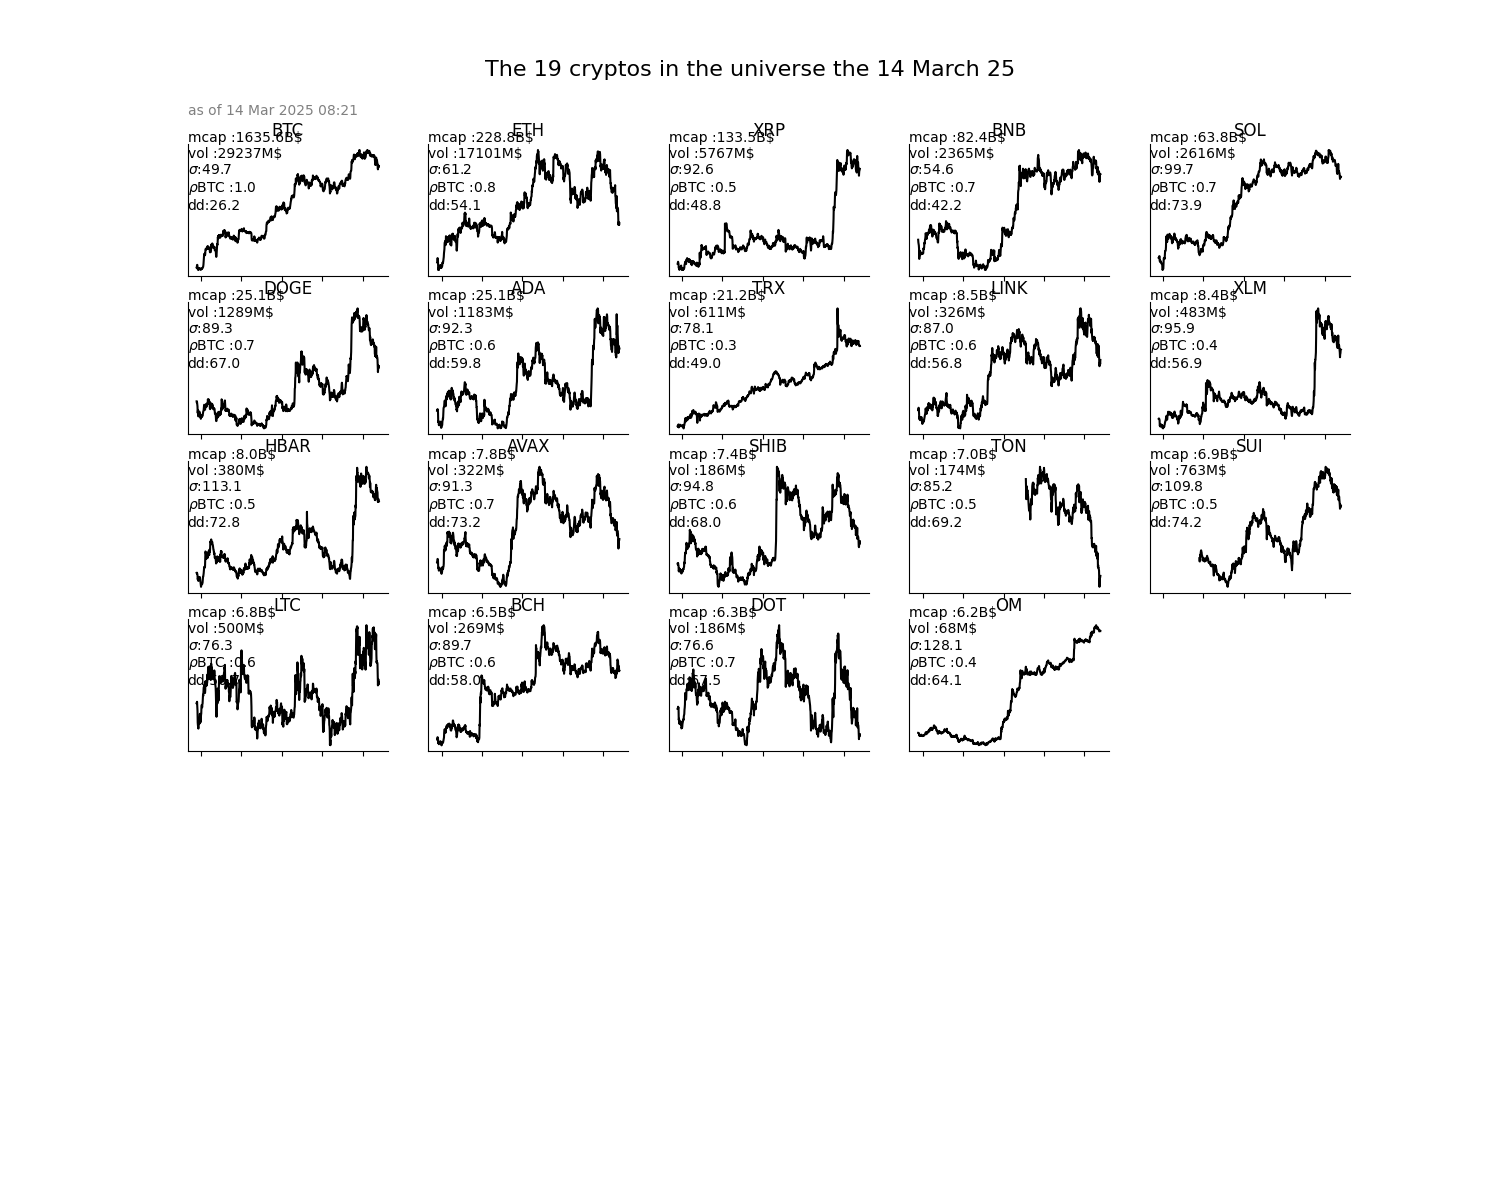 The 19 cryptos in the universe the 14 March 25
as of 14 Mar 2025 08:21
BTC
mcap :1635.6B$
vol :29237M$
σ:49.7
ρBTC :1.0
dd:26.2
ETH
mcap :228.8B$
vol :17101M$
σ:61.2
ρBTC :0.8
dd:54.1
XRP
mcap :133.5B$
vol :5767M$
σ:92.6
ρBTC :0.5
dd:48.8
BNB
mcap :82.4B$
vol :2365M$
σ:54.6
ρBTC :0.7
dd:42.2
SOL
mcap :63.8B$
vol :2616M$
σ:99.7
ρBTC :0.7
dd:73.9
DOGE
mcap :25.1B$
vol :1289M$
σ:89.3
ρBTC :0.7
dd:67.0
ADA
mcap :25.1B$
vol :1183M$
σ:92.3
ρBTC :0.6
dd:59.8
TRX
mcap :21.2B$
vol :611M$
σ:78.1
ρBTC :0.3
dd:49.0
LINK
mcap :8.5B$
vol :326M$
σ:87.0
ρBTC :0.6
dd:56.8
XLM
mcap :8.4B$
vol :483M$
σ:95.9
ρBTC :0.4
dd:56.9
HBAR
mcap :8.0B$
vol :380M$
σ:113.1
ρBTC :0.5
dd:72.8
AVAX
mcap :7.8B$
vol :322M$
σ:91.3
ρBTC :0.7
dd:73.2
SHIB
mcap :7.4B$
vol :186M$
σ:94.8
ρBTC :0.6
dd:68.0
TON
mcap :7.0B$
vol :174M$
σ:85.2
ρBTC :0.5
dd:69.2
SUI
mcap :6.9B$
vol :763M$
σ:109.8
ρBTC :0.5
dd:74.2
LTC
mcap :6.8B$
vol :500M$
σ:76.3
ρBTC :0.6
BCH
mcap :6.5B$
vol :269M$
σ:89.7
ρBTC :0.6
dd:58.0
DOT
mcap :6.3B$
vol :186M$
σ:76.6
ρBTC :0.7
dd:67.5
OM
mcap :6.2B$
vol :68M$
σ:128.1
ρBTC :0.4
dd:64.1